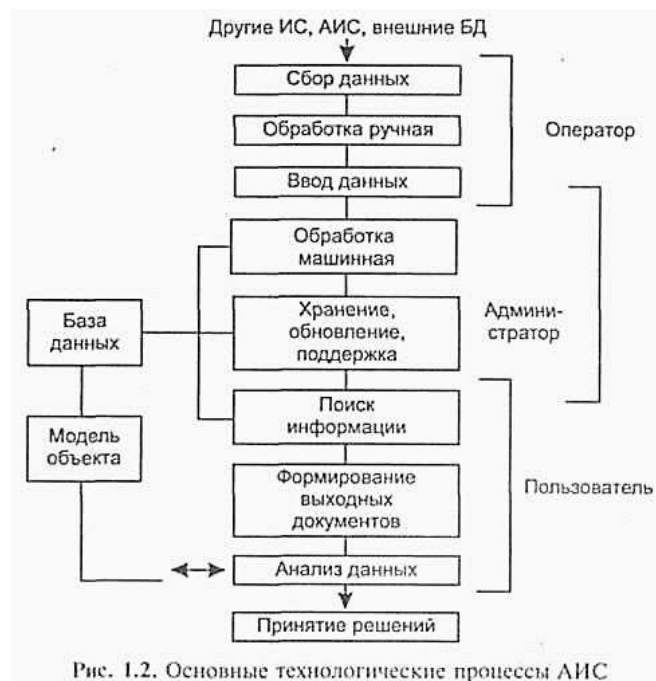 Другие ИС, АИС, внешние БД
Сбор данных
Обработка ручная
Оператор
Ввод данных
Обработка
машинная
База
данных
Хранение,
обновление,
поддержка
Админи-
стратор
Поиск
информации
Модель
объекта
Формирование
выходных
документов
Пользователь
Анализ данных
Принятие решений
Рис. 1.2. Основные технологические процессы АИС